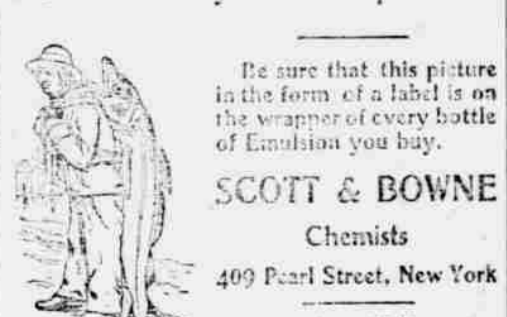 Be sure that this picture
in the form of a label is on
the wrapper of every bottle
of Emulsion you buy.
SCOTT & BOWNE
Chemists
409 Pearl Street, New York